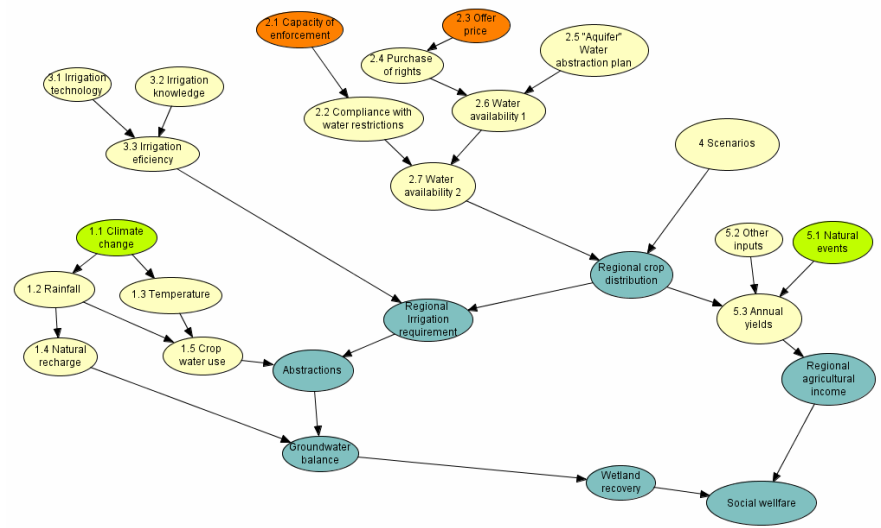 2.1 Capacity of
enforcement
2.3 Offer
price
2.5 "Aquifer"
Water
abstraction plan
2.4 Purchase
of rights
3.1 Irrigation
technology
3.2 Irrigation
knowledge
2.6 Water
availability 1
2.2 Compliance with
water restrictions
3.3 Irrigation
eficiency
4 Scenarios
2.7 Water
availability 2
1.1 Climate
change
5.2 Other
inputs
5.1 Natural
events
Regional crop
distribution
1.2 Rainfall
1.3 Temperature
Regional
Irrigation
requirement
5.3 Annual
yields
1.4 Natural
recharge
1.5 Crop
water use
Abstractions
Regional
agricultural
income
Groundwater
balance
Wetland
recovery
Social wellfare